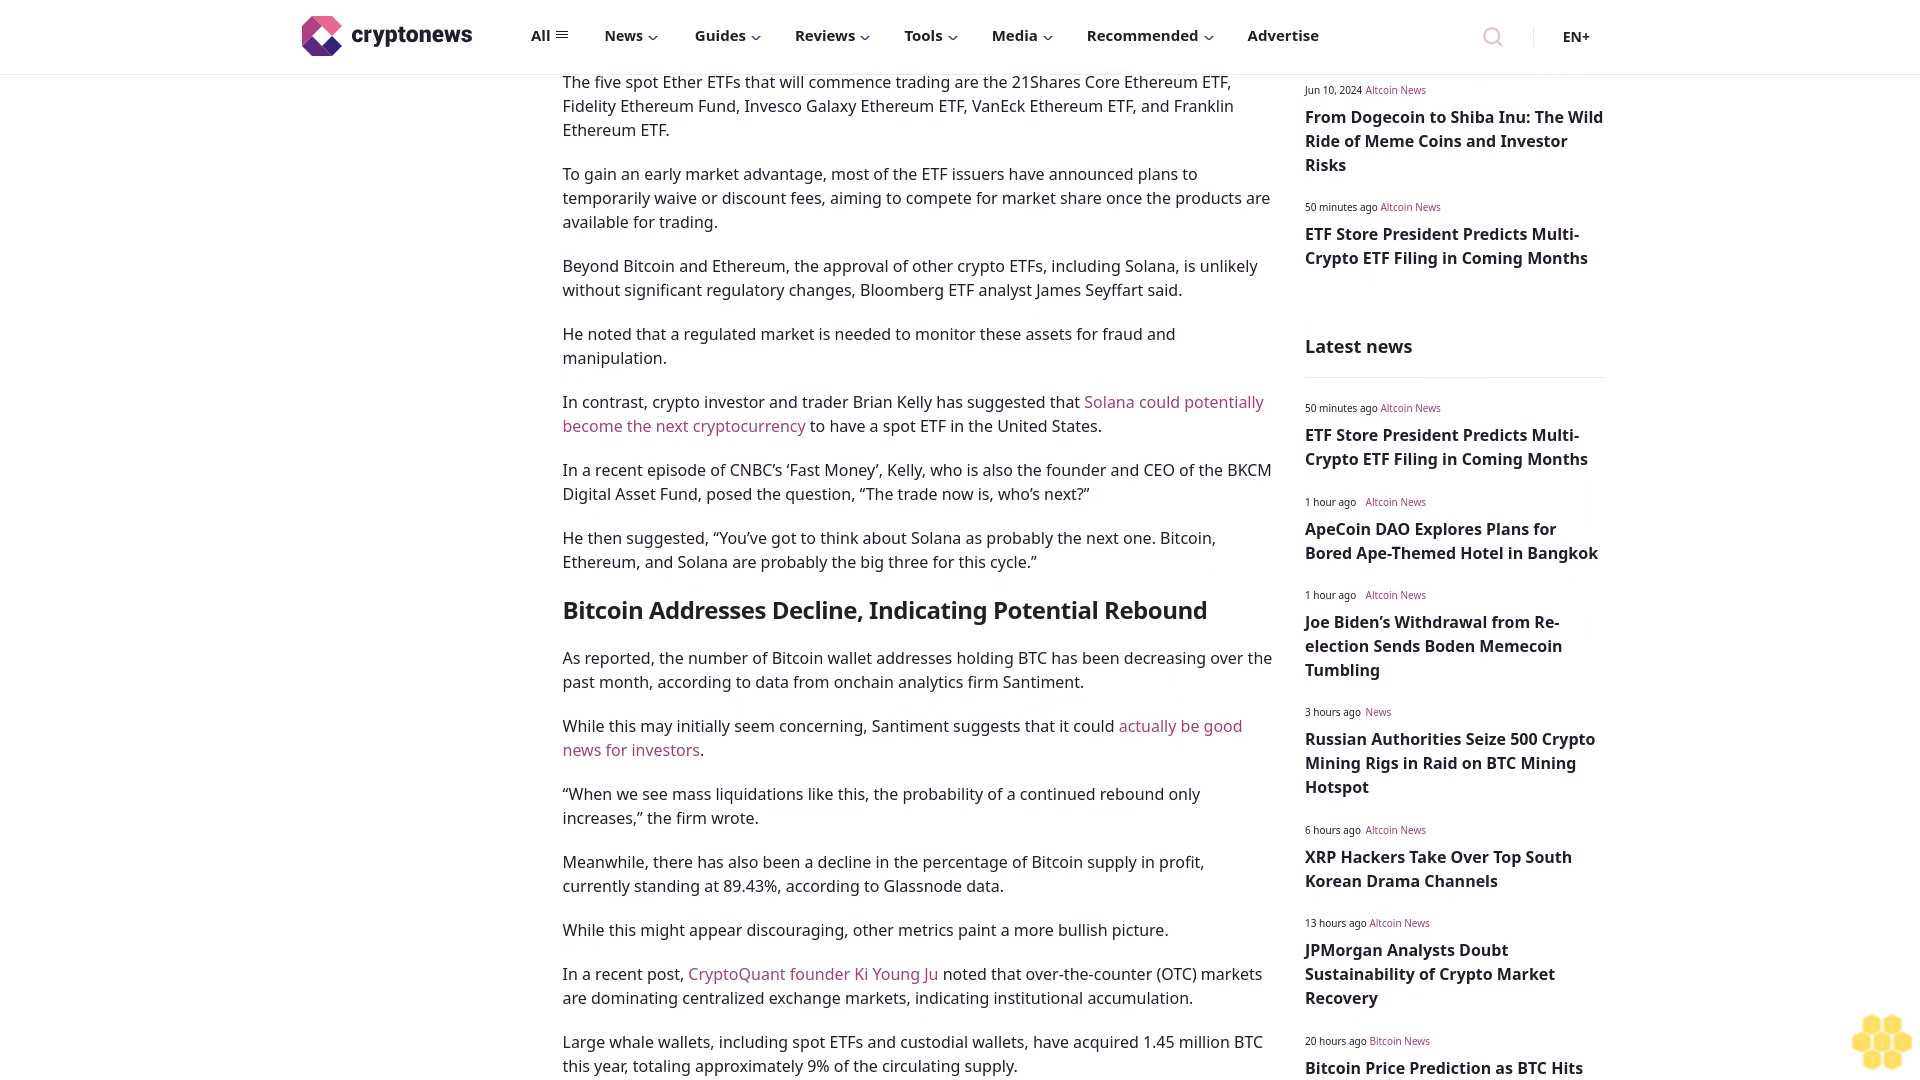 cryptonews
All
News
Guides
Reviews
Tools
Media
Recommended
Advertise
EN+
The five spot Ether ETFs that will commence trading are the 21Shares Core Ethereum ETF,
Fidelity Ethereum Fund, Invesco Galaxy Ethereum ETF, VanEck Ethereum ETF, and Franklin
Ethereum ETF.
To gain an early market advantage, most of the ETF issuers have announced plans to
temporarily waive or discount fees, aiming to compete for market share once the products are
available for trading.
Beyond Bitcoin and Ethereum, the approval of other crypto ETFs, including Solana, is unlikely
without significant regulatory changes, Bloomberg ETF analyst James Seyffart said.
He noted that a regulated market is needed to monitor these assets for fraud and
manipulation.
In contrast, crypto investor and trader Brian Kelly has suggested that Solana could potentially
become the next cryptocurrency to have a spot ETF in the United States.
In a recent episode of CNBC’s ‘Fast Money’, Kelly, who is also the founder and CEO of the BKCM
Digital Asset Fund, posed the question, “The trade now is, who’s next?”
He then suggested, “You’ve got to think about Solana as probably the next one. Bitcoin,
Ethereum, and Solana are probably the big three for this cycle.”
Bitcoin Addresses Decline, Indicating Potential Rebound
As reported, the number of Bitcoin wallet addresses holding BTC has been decreasing over the
past month, according to data from onchain analytics firm Santiment.
While this may initially seem concerning, Santiment suggests that it could actually be good
news for investors.
“When we see mass liquidations like this, the probability of a continued rebound only
increases,” the firm wrote.
Meanwhile, there has also been a decline in the percentage of Bitcoin supply in profit,
currently standing at 89.43%, according to Glassnode data.
While this might appear discouraging, other metrics paint a more bullish picture.
In a recent post, CryptoQuant founder Ki Young Ju noted that over-the-counter (OTC) markets
are dominating centralized exchange markets, indicating institutional accumulation.
Large whale wallets, including spot ETFs and custodial wallets, have acquired 1.45 million BTC
this year, totaling approximately 9% of the circulating supply.
Jun 10, 2024 Altcoin News
From Dogecoin to Shiba Inu: The Wild
Ride of Meme Coins and Investor
Risks
50 minutes ago Altcoin News
ETF Store President Predicts Multi-
Crypto ETF Filing in Coming Months
Latest news
50 minutes ago Altcoin News
ETF Store President Predicts Multi-
Crypto ETF Filing in Coming Months
1 hour ago Altcoin News
ApeCoin DAO Explores Plans for
Bored Ape-Themed Hotel in Bangkok
1 hour ago Altcoin News
Joe Biden’s Withdrawal from Re-
election Sends Boden Memecoin
Tumbling
3 hours ago News
Russian Authorities Seize 500 Crypto
Mining Rigs in Raid on BTC Mining
Hotspot
6 hours ago Altcoin News
XRP Hackers Take Over Top South
Korean Drama Channels
13 hours ago Altcoin News
JPMorgan Analysts Doubt
Sustainability of Crypto Market
Recovery
20 hours ago Bitcoin News
Bitcoin Price Prediction as BTC Hits